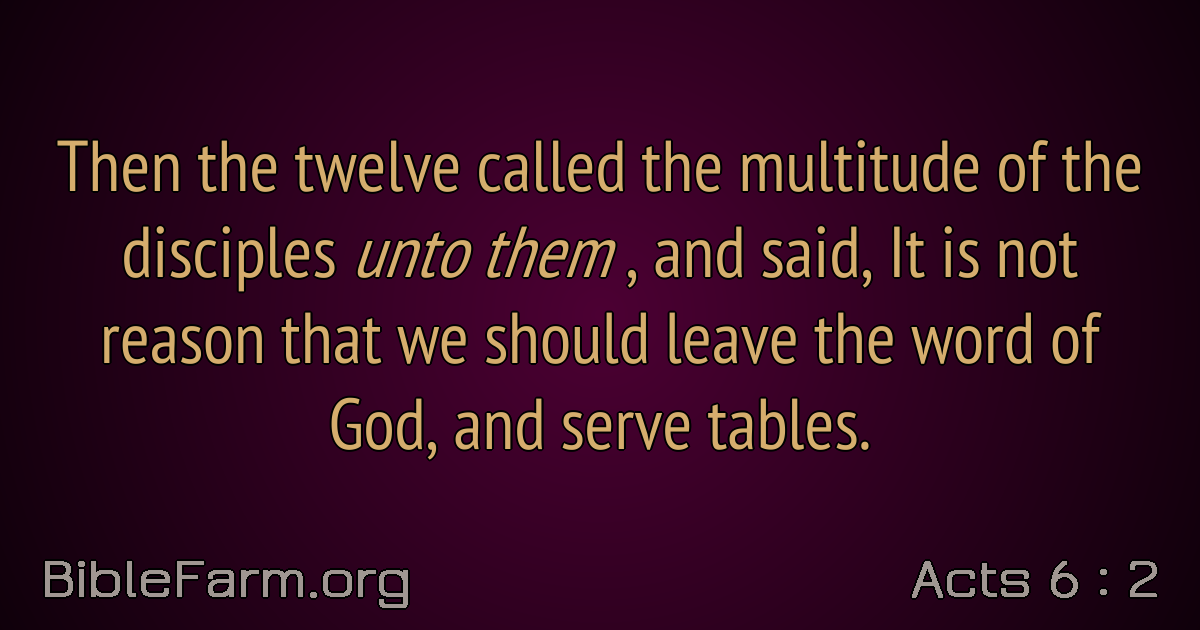 Then the twelve called the multitude of the
disciples unto them , and said, It is not
reason that we should leave the word of
God, and serve tables.
BibleFarm.org
Acts 6 : 2